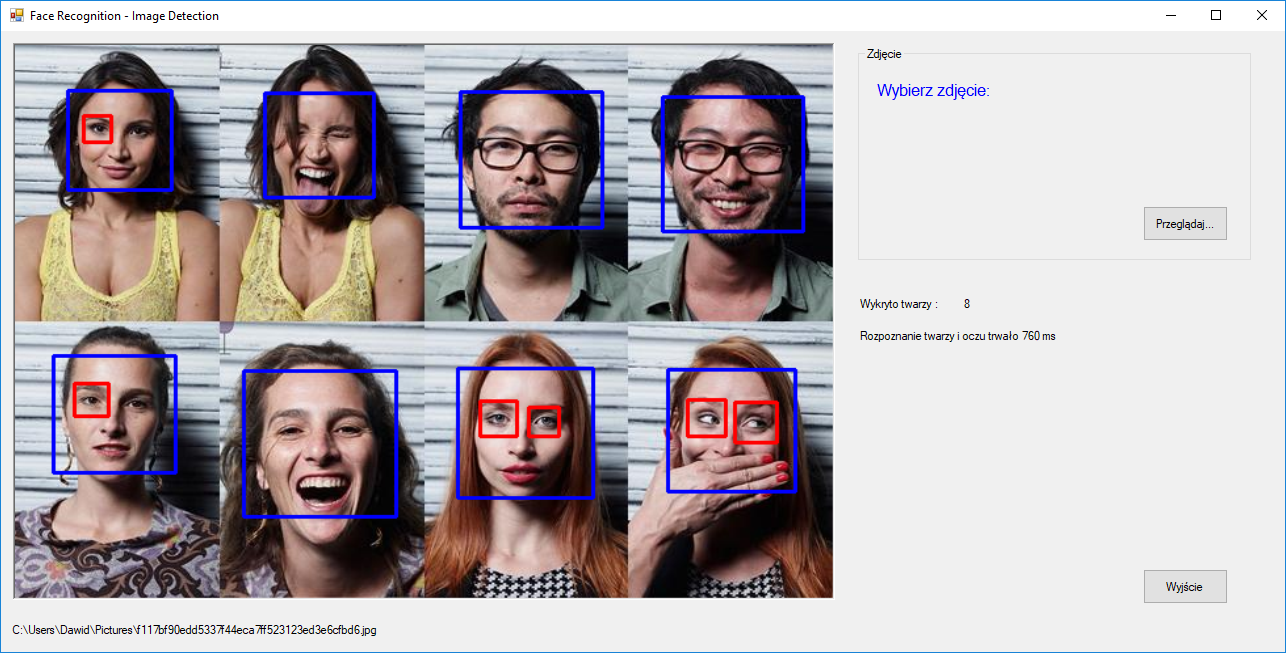 Face Recognition - Image Detection
Zdjęcie
Wybierz zdjęcie:
Przeglądaj...
Wykryto twarzy : 8
Rozpoznanie twarzy i oczu trwało 760 ms
Wyjście
C:\Users\Dawid\Pictures\f117bf90edd5337f44eca7ff523123ed3e6cfbd6.jpg